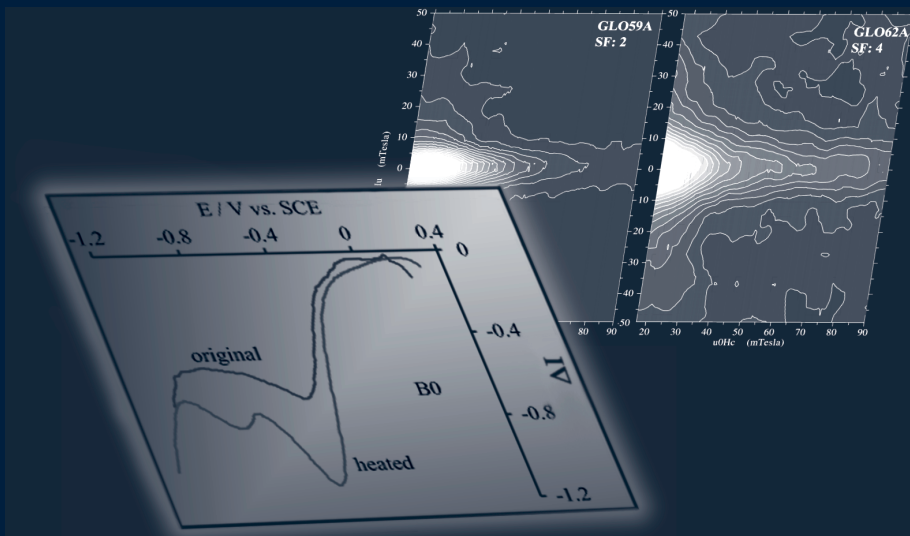 50
40
30
20
10
0
GLO59A
SF: 2
(mTesla)
80 90
50
40
30
20
10
0
10
20
30
40
50
GLO62A
SF: 4
20 30 40 50 60 70 80 90
u0Hc (mTesla)
E / V vs. SCE
-1.2 -0.8 -0.4 0 0.4
0
-0.4
-0.8
-1.2
ΔI
original
B0
heated